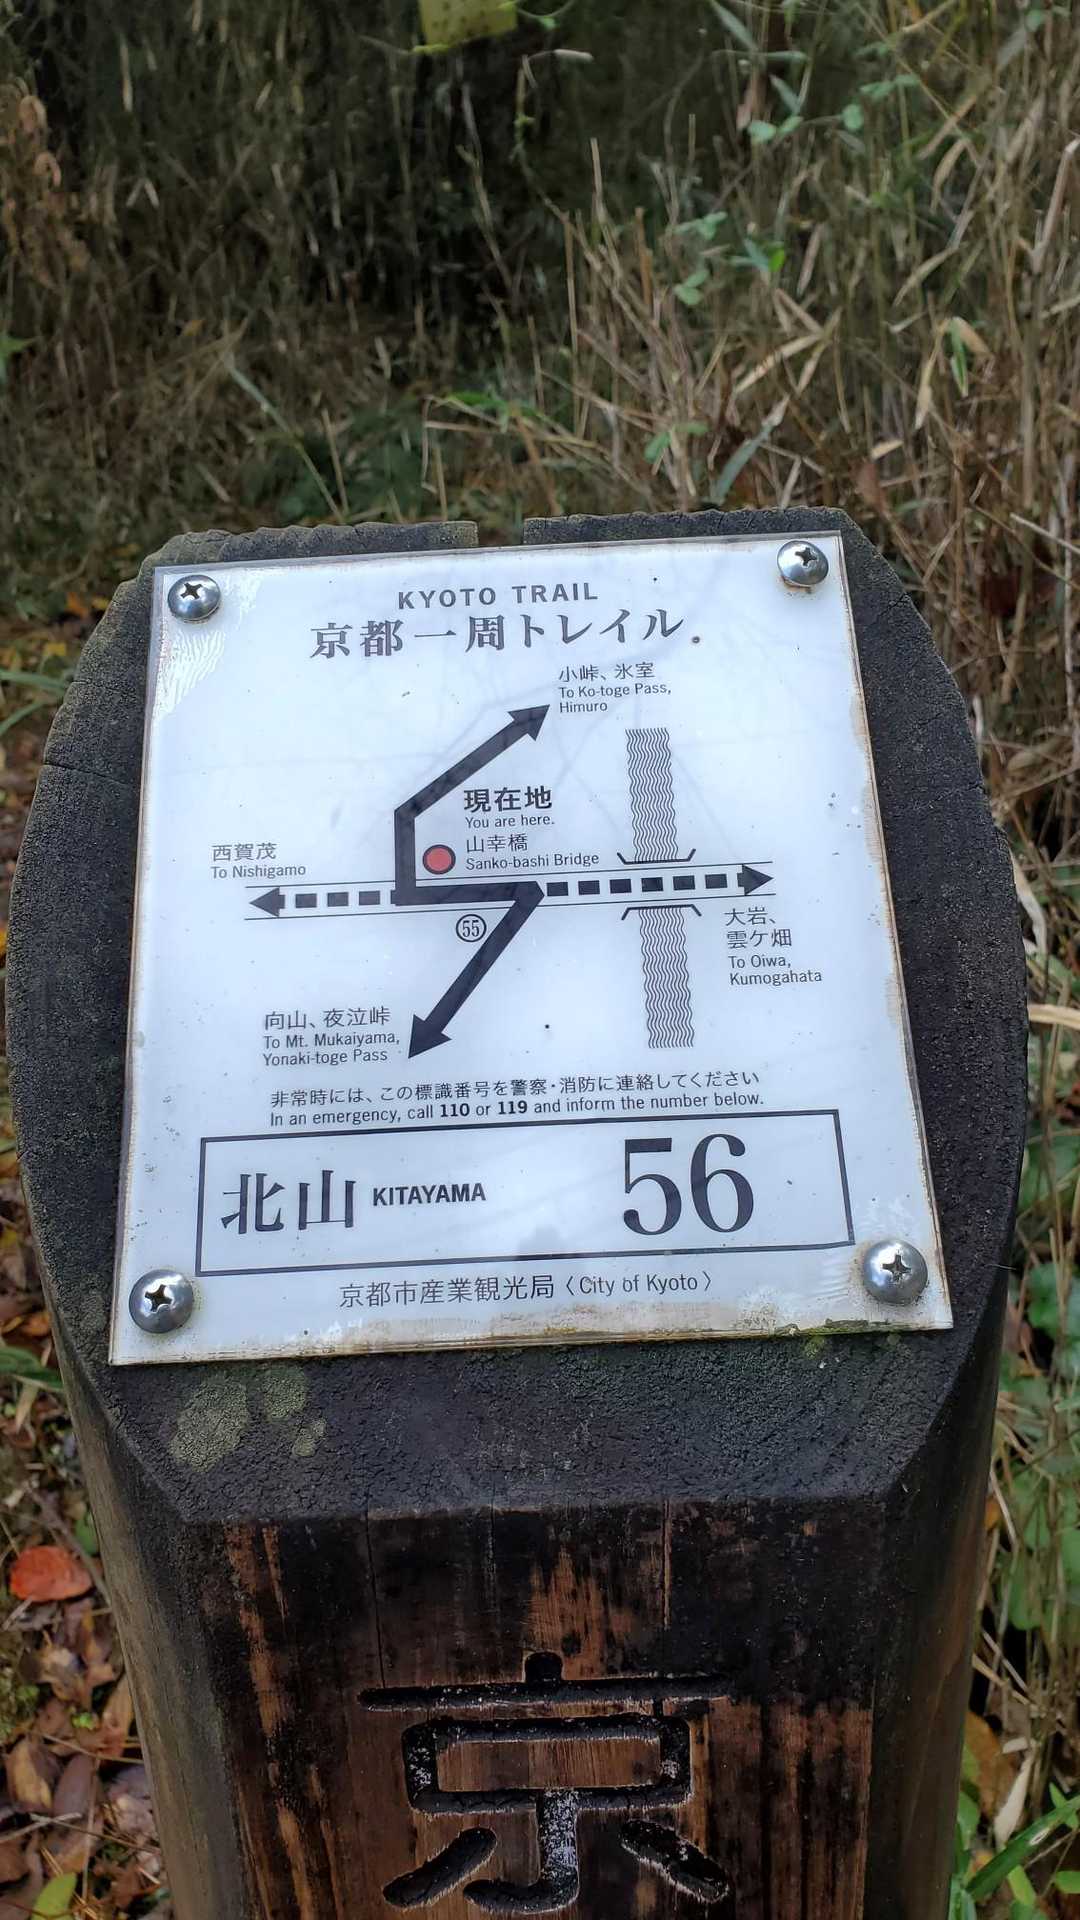 KYOTO TRAIL
京都一周トレイル
小峠、氷室
To Ko-toge Pass,
Himuro
現在地
You are here.
山幸橋
Sanko-bashi Bridge
西賀茂
To Nishigamo
55
大岩、
雲ケ畑
To Oiwa,
Kumogahata
向山、夜泣峠
To Mt. Mukaiyama,
Yonaki-toge Pass
非常時には、この標識番号を警察・消防に連絡してください
In an emergency, call 110 or 119 and inform the number below.
北山 KITAYAMA 56
京都市産業観光局〈City of Kyoto〉
京